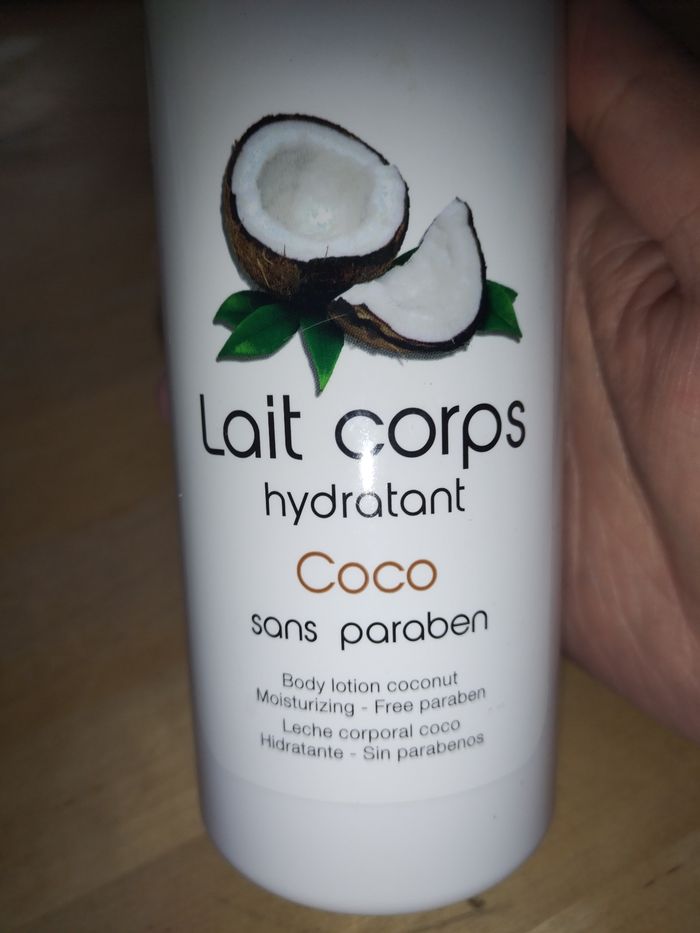 Lait corps
hydratant
Coco
sans paraben
Body lotion coconut
Moisturizing - Free paraben
Leche corporal coco
Hidratante - Sin parabenos